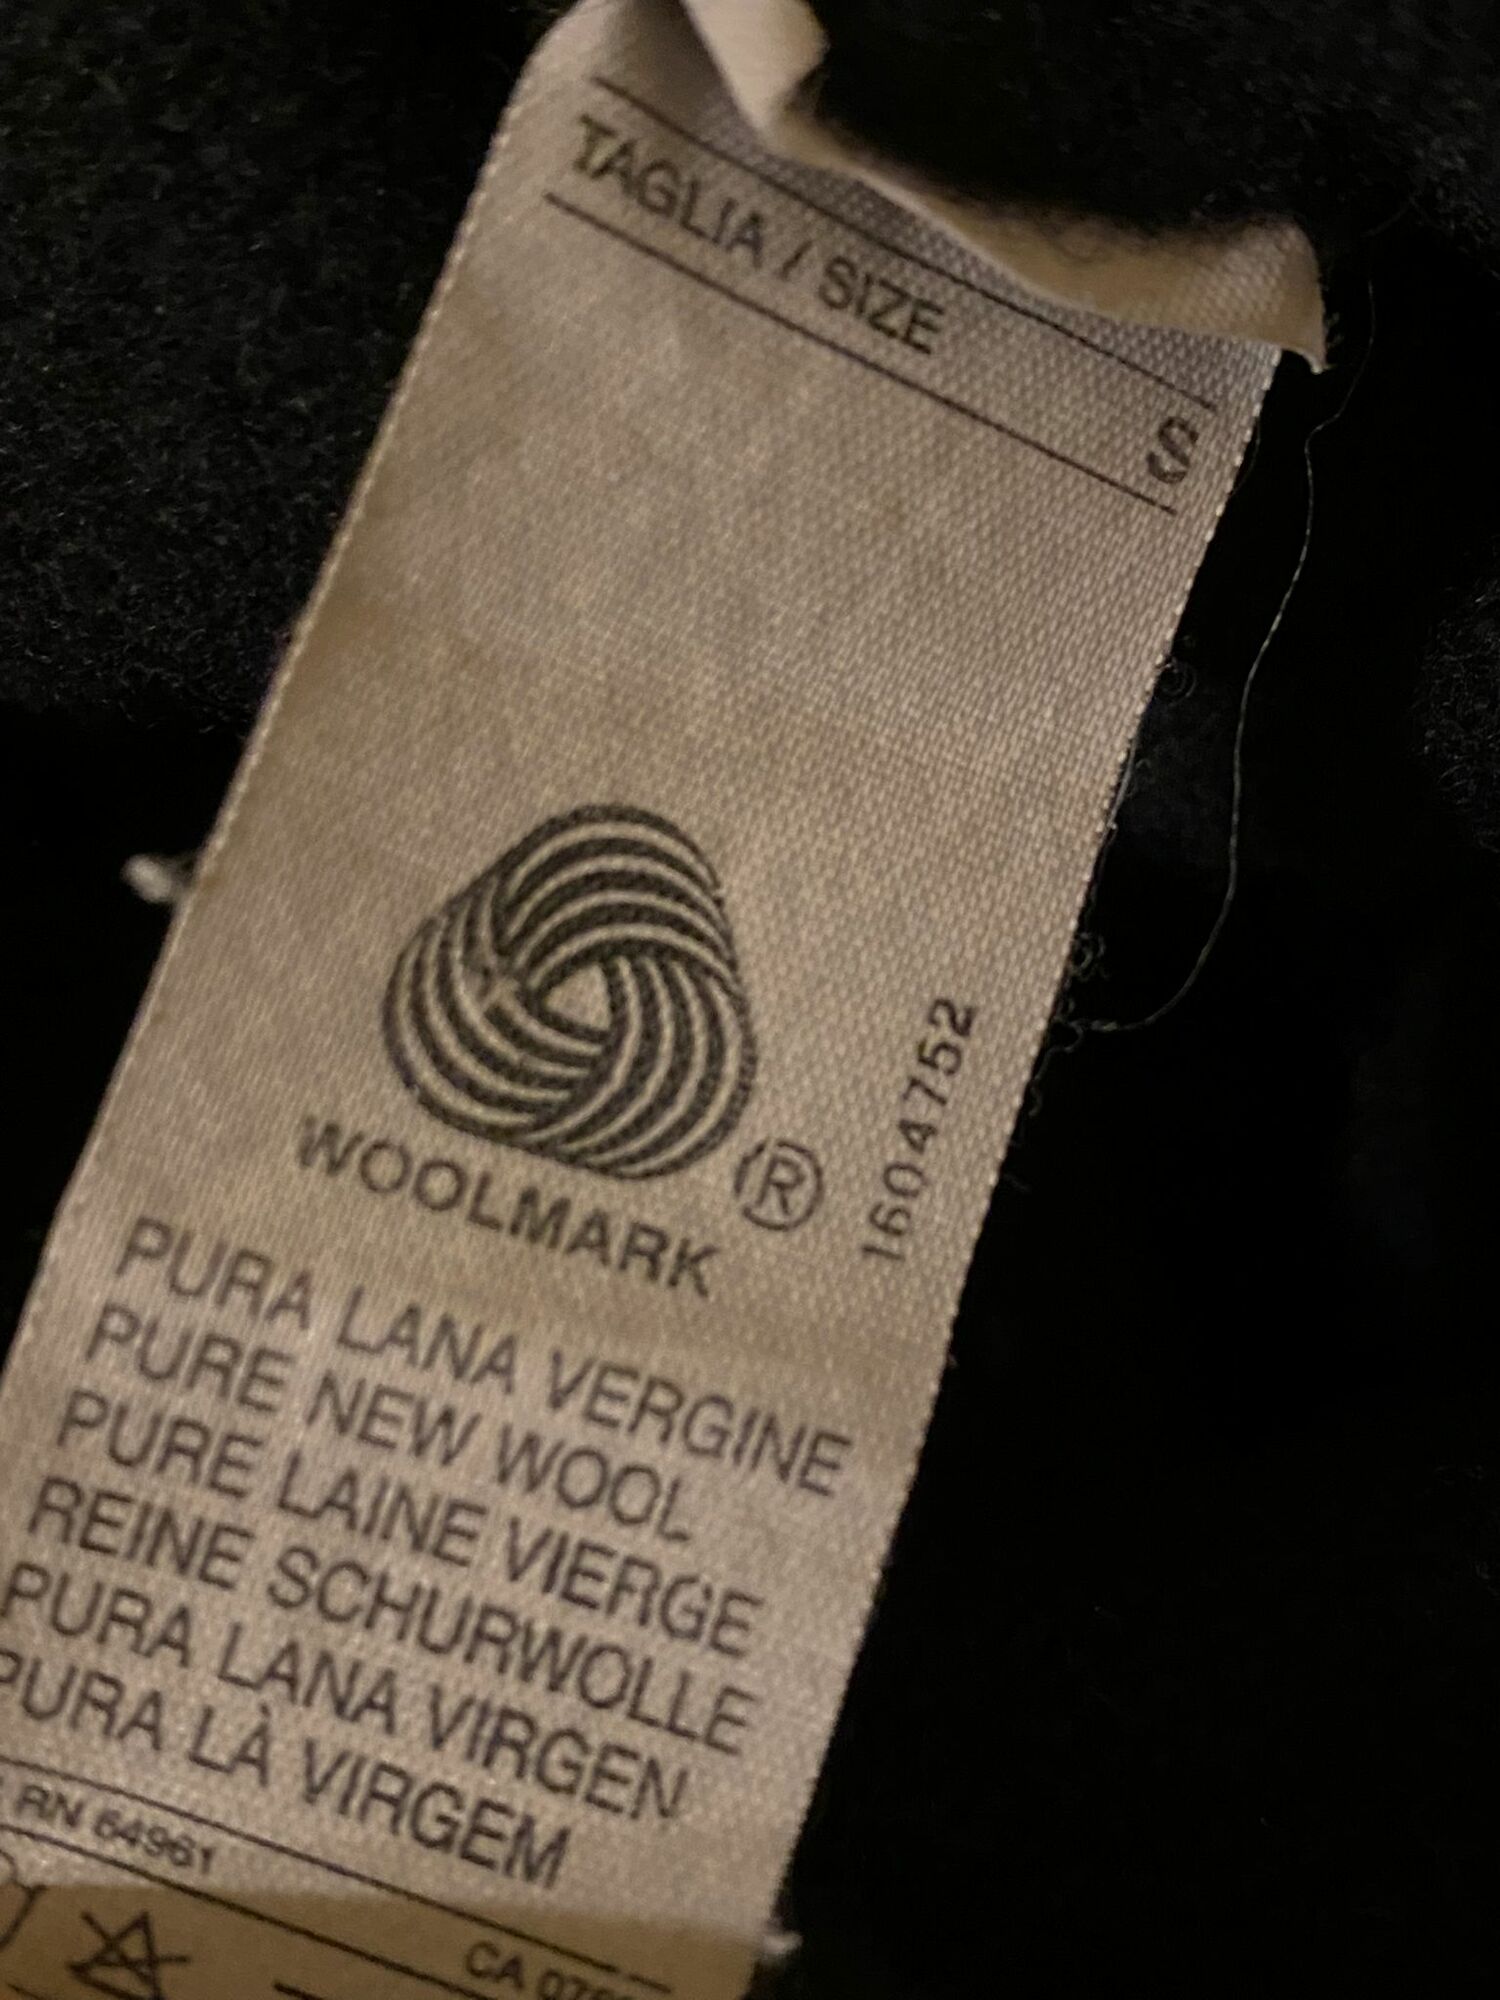 TAGLIA / SIZE
S
WOOLMARK ®
1604752
PURA LANA VERGINE
PURE NEW WOOL
PURE LAINE VIERGE
REINE SCHURWOLLE
PURA LANA VIRGEN
PURA LÀ VIRGEM
RN 64961
CA